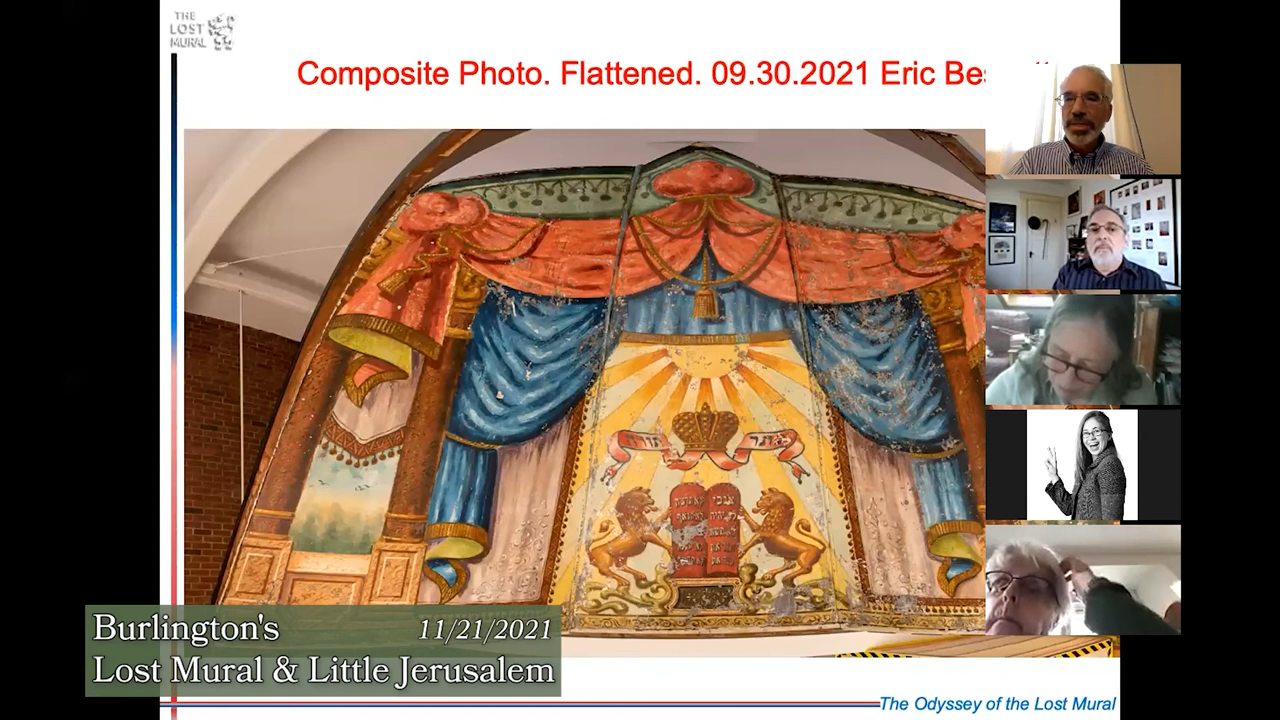 THE
LOST
MURAL
Composite Photo. Flattened. 09.30.2021 Eric
Burlington's 11/21/2021
Lost Mural & Little Jerusalem
The Odyssey of the Lost Mural